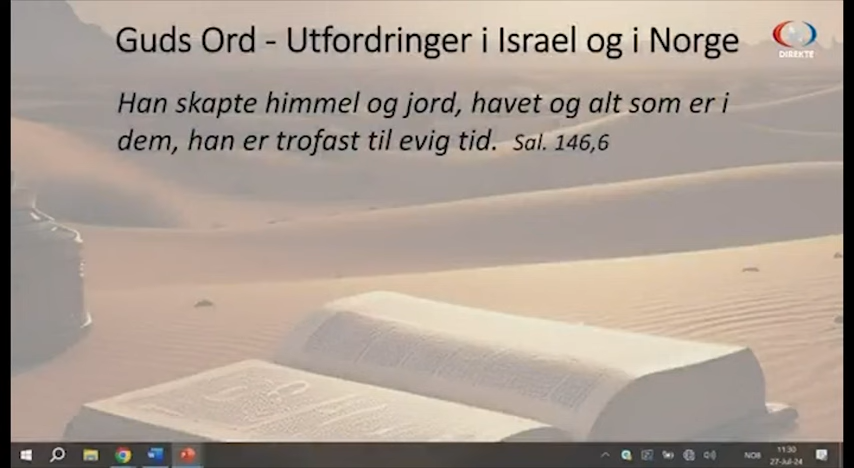 Guds Ord - Utfordringer i Israel og i Norge
DIREKTE
Han skapte himmel og jord, havet og alt som er i
dem, han er trofast til evig tid. Sal. 146,6
NOB
11:30
27-Jul-24